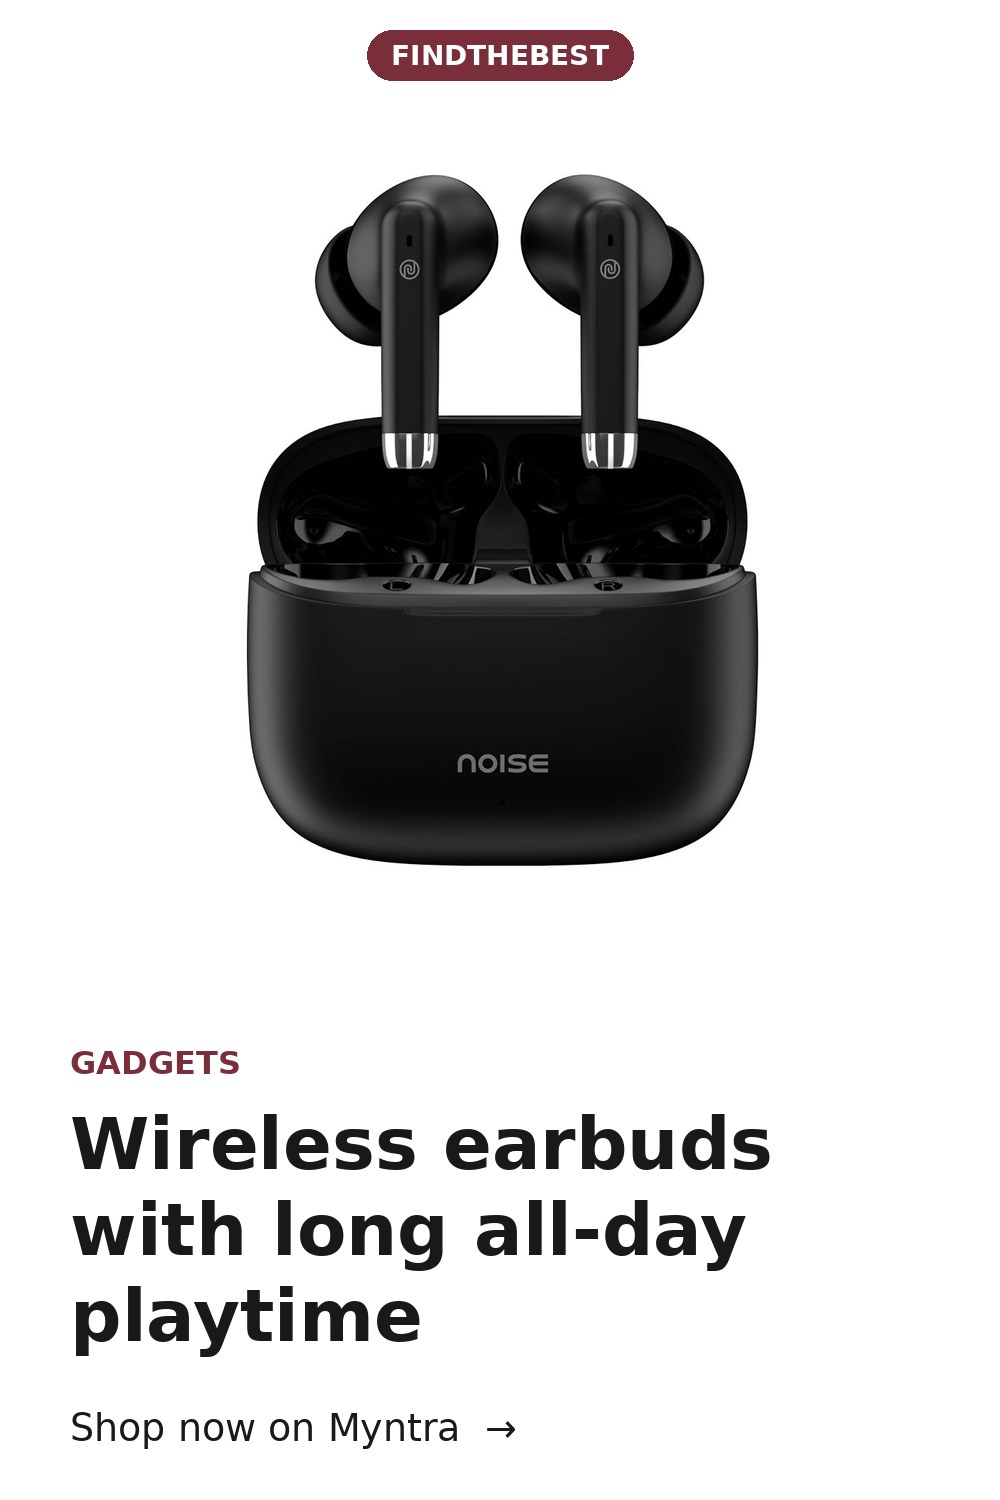 FINDTHEBEST
L R
NOISE
GADGETS
Wireless earbuds
with long all-day
playtime
Shop now on Myntra →